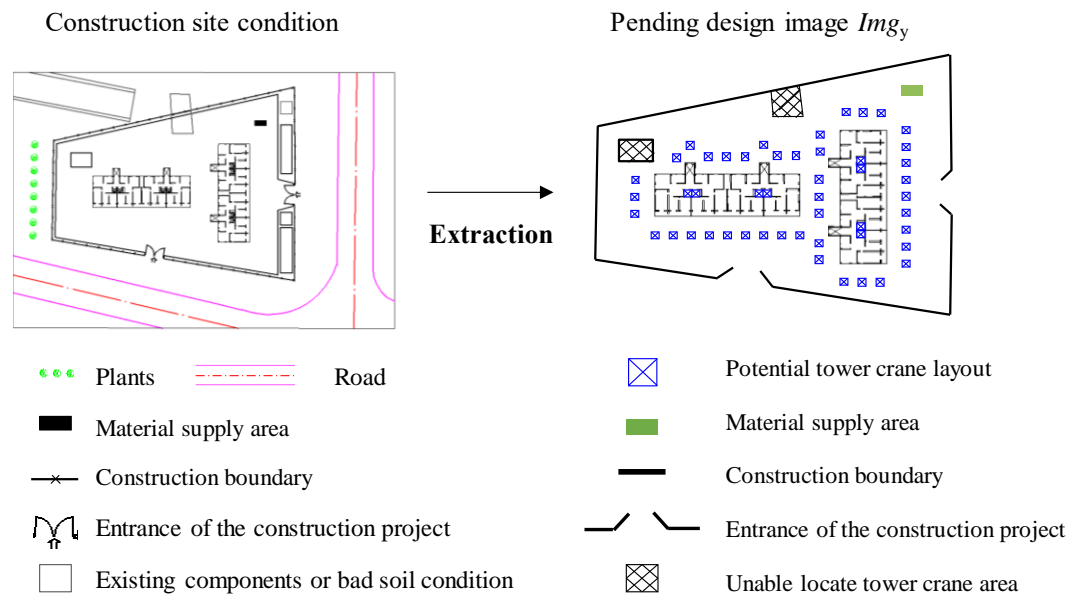 Construction site condition
Pending design image Img_y
Extraction
Plants
Road
Material supply area
Construction boundary
Entrance of the construction project
Existing components or bad soil condition
Potential tower crane layout
Material supply area
Construction boundary
Entrance of the construction project
Unable locate tower crane area